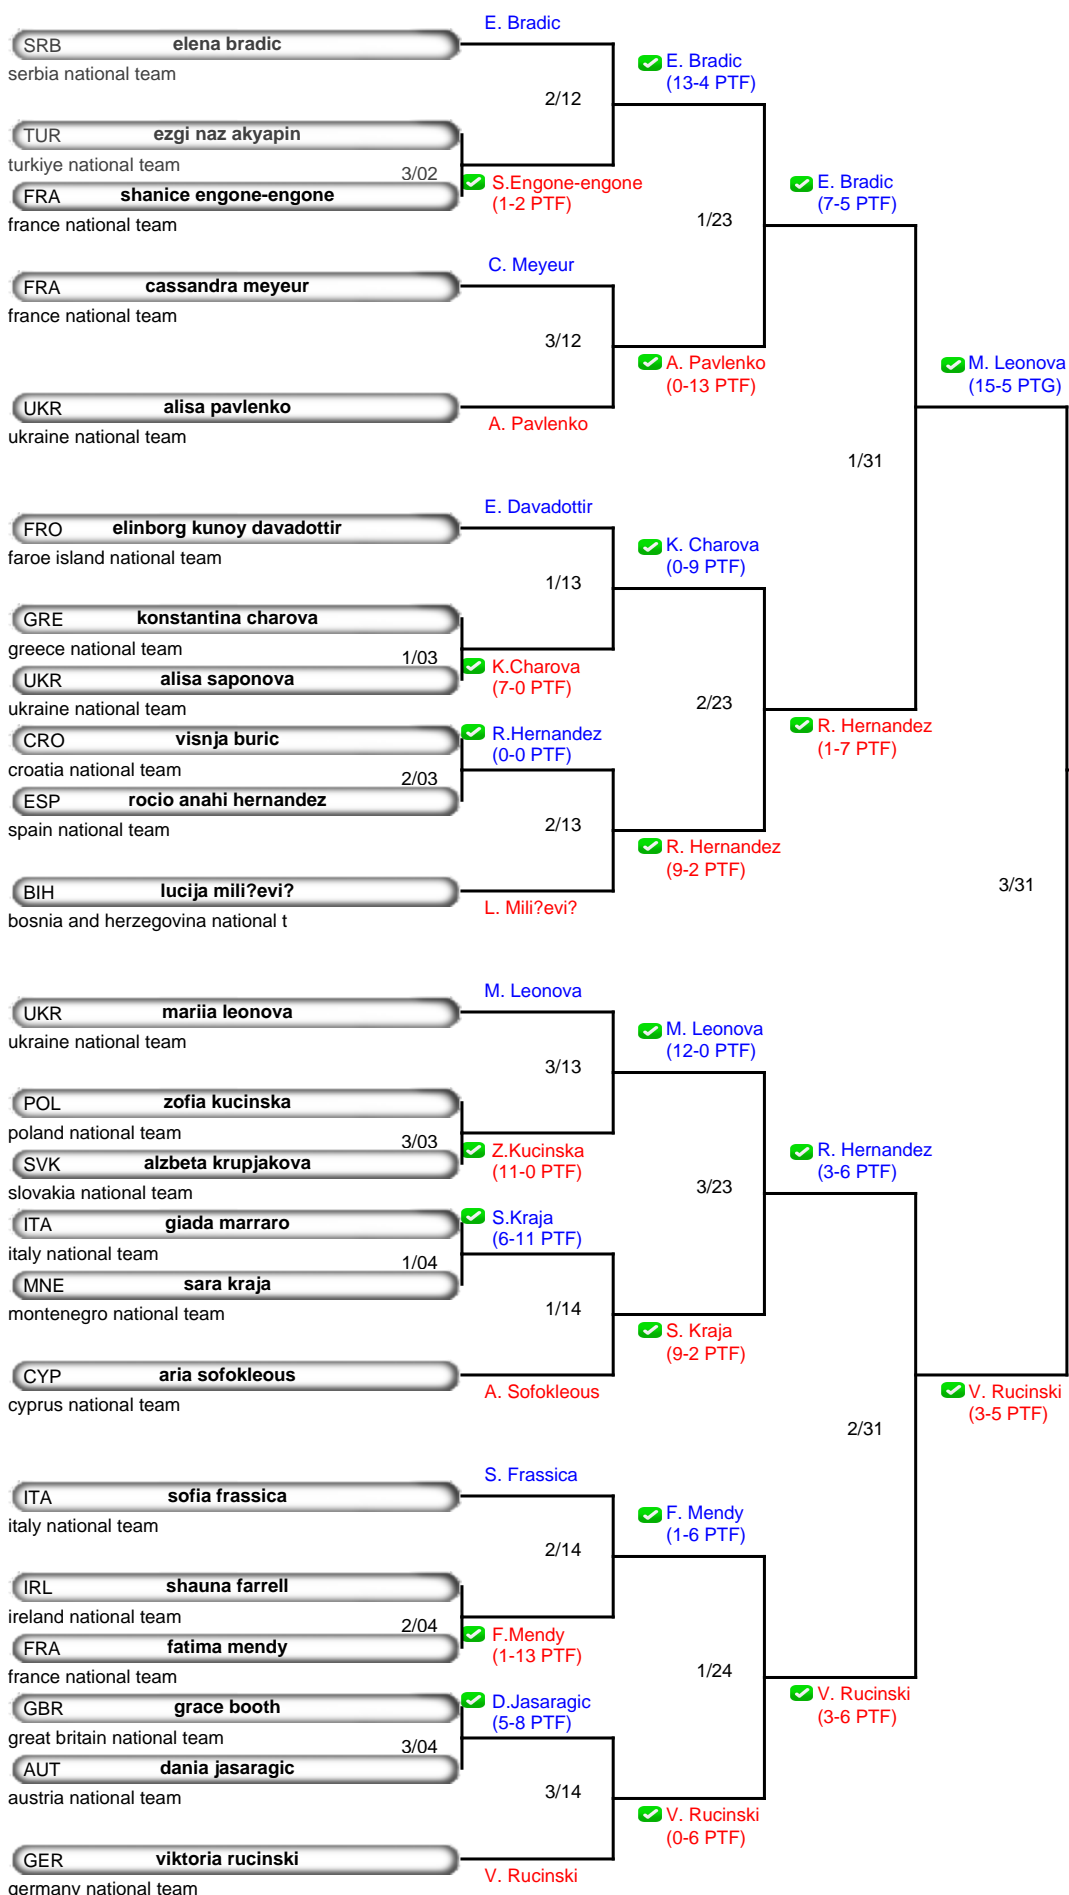 E. Bradic
SRB elena bradic
serbia national team
E. Bradic
(13-4 PTF)
2/12
TUR ezgi naz akyapin
turkiye national team
3/02
S.Engone-engone
(1-2 PTF)
FRA shanice engone-engone
france national team
E. Bradic
(7-5 PTF)
1/23
C. Meyeur
FRA cassandra meyeur
france national team
3/12
A. Pavlenko
(0-13 PTF)
M. Leonova
(15-5 PTG)
UKR alisa pavlenko
ukraine national team
A. Pavlenko
1/31
E. Davadottir
FRO elinborg kunoy davadottir
faroe island national team
K. Charova
(0-9 PTF)
1/13
GRE konstantina charova
greece national team
1/03
K.Charova
(7-0 PTF)
UKR alisa saponova
ukraine national team
2/23
R. Hernandez
(1-7 PTF)
CRO visnja buric
croatia national team
R.Hernandez
(0-0 PTF)
2/03
ESP rocio anahi hernandez
spain national team
2/13
R. Hernandez
(9-2 PTF)
3/31
BIH lucija mili?evi?
bosnia and herzegovina national t
L. Mili?evi?
M. Leonova
UKR mariia leonova
ukraine national team
M. Leonova
(12-0 PTF)
3/13
POL zofia kucinska
poland national team
3/03
Z.Kucinska
(11-0 PTF)
SVK alzbeta krupjakova
slovakia national team
R. Hernandez
(3-6 PTF)
3/23
ITA giada marraro
italy national team
S.Kraja
(6-11 PTF)
1/04
MNE sara kraja
montenegro national team
1/14
S. Kraja
(9-2 PTF)
CYP aria sofokleous
cyprus national team
A. Sofokleous
V. Rucinski
(3-5 PTF)
2/31
S. Frassica
ITA sofia frassica
italy national team
F. Mendy
(1-6 PTF)
2/14
IRL shauna farrell
ireland national team
2/04
F.Mendy
(1-13 PTF)
FRA fatima mendy
france national team
1/24
V. Rucinski
(3-6 PTF)
GBR grace booth
great britain national team
D.Jasaragic
(5-8 PTF)
3/04
AUT dania jasaragic
austria national team
3/14
V. Rucinski
(0-6 PTF)
GER viktoria rucinski
germany national team
V. Rucinski